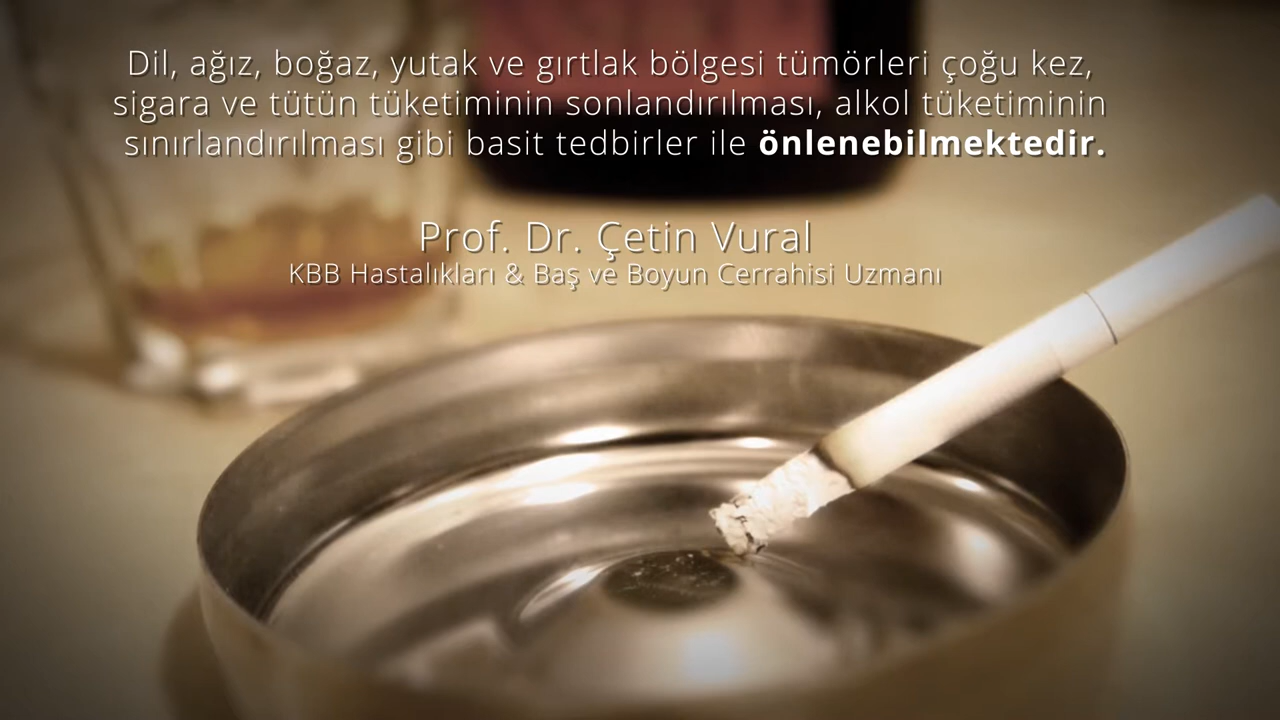 Dil, ağız, boğaz, yutak ve gırtlak bölgesi tümörleri çoğu kez,
sigara ve tütün tüketiminin sonlandırılması, alkol tüketiminin
sınırlandırılması gibi basit tedbirler ile önlenebilmektedir.
Prof. Dr. Çetin Vural
KBB Hastalıkları & Baş ve Boyun Cerrahisi Uzmanı